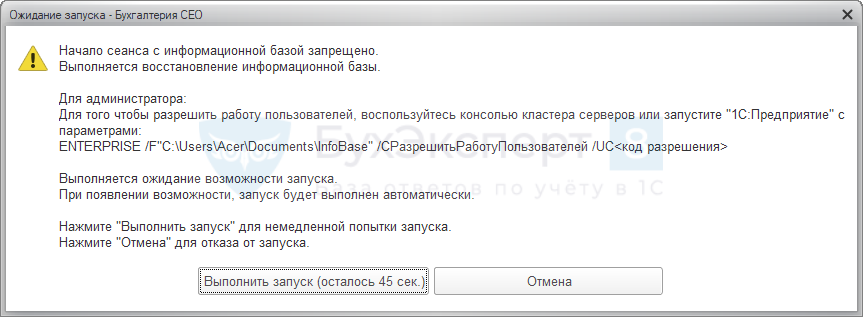 Ожидание запуска - Бухгалтерия CEO
Начало сеанса с информационной базой запрещено.
Выполняется восстановление информационной базы.
Для администратора:
Для того чтобы разрешить работу пользователей, воспользуйтесь консолью кластера серверов или запустите "1С:Предприятие" с
параметрами:
ENTERPRISE /F"C:\Users\Acer\Documents\InfoBase" /CРазрешитьРаботуПользователей /UC<код разрешения>
БухЭксперт 8
база ответов по учёту в 1С
Выполняется ожидание возможности запуска.
При появлении возможности, запуск будет выполнен автоматически.
Нажмите "Выполнить запуск" для немедленной попытки запуска.
Нажмите "Отмена" для отказа от запуска.
Выполнить запуск (осталось 45 сек.)
Отмена